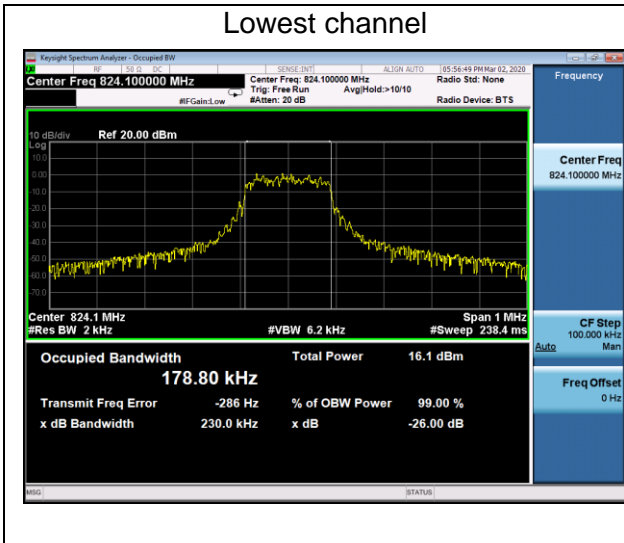 Lowest channel
Keysight Spectrum Analyzer - Occupied BW
RF 50 Ω DC SENSE:INT ALIGN AUTO 05:56:49 PM Mar 02, 2020
Center Freq 824.100000 MHz
Center Freq: 824.100000 MHz
Radio Std: None
Trig: Free Run Avg|Hold:>10/10
#IFGain:Low #Atten: 20 dB Radio Device: BTS
10 dB/div Ref 20.00 dBm
Log
10.0
0.00
-10.0
-20.0
-30.0
-40.0
-50.0
-60.0
-70.0
Center 824.1 MHz Span 1 MHz
#Res BW 2 kHz #VBW 6.2 kHz #Sweep 238.4 ms
Occupied Bandwidth Total Power 16.1 dBm
178.80 kHz
Transmit Freq Error -286 Hz % of OBW Power 99.00 %
x dB Bandwidth 230.0 kHz x dB -26.00 dB
MSG STATUS
Frequency
Center Freq
824.100000 MHz
CF Step
100.000 kHz
Auto Man
Freq Offset
0 Hz